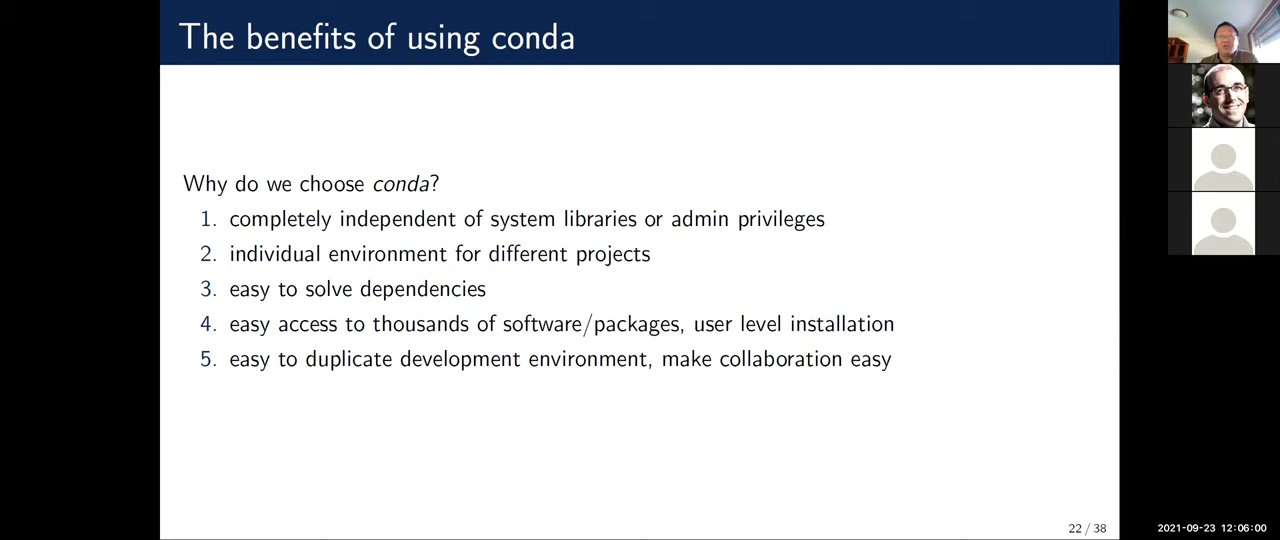 The benefits of using conda
Why do we choose conda?
1. completely independent of system libraries or admin privileges
2. individual environment for different projects
3. easy to solve dependencies
4. easy access to thousands of software/packages, user level installation
5. easy to duplicate development environment, make collaboration easy
22 / 38
2021-09-23 12:06:00